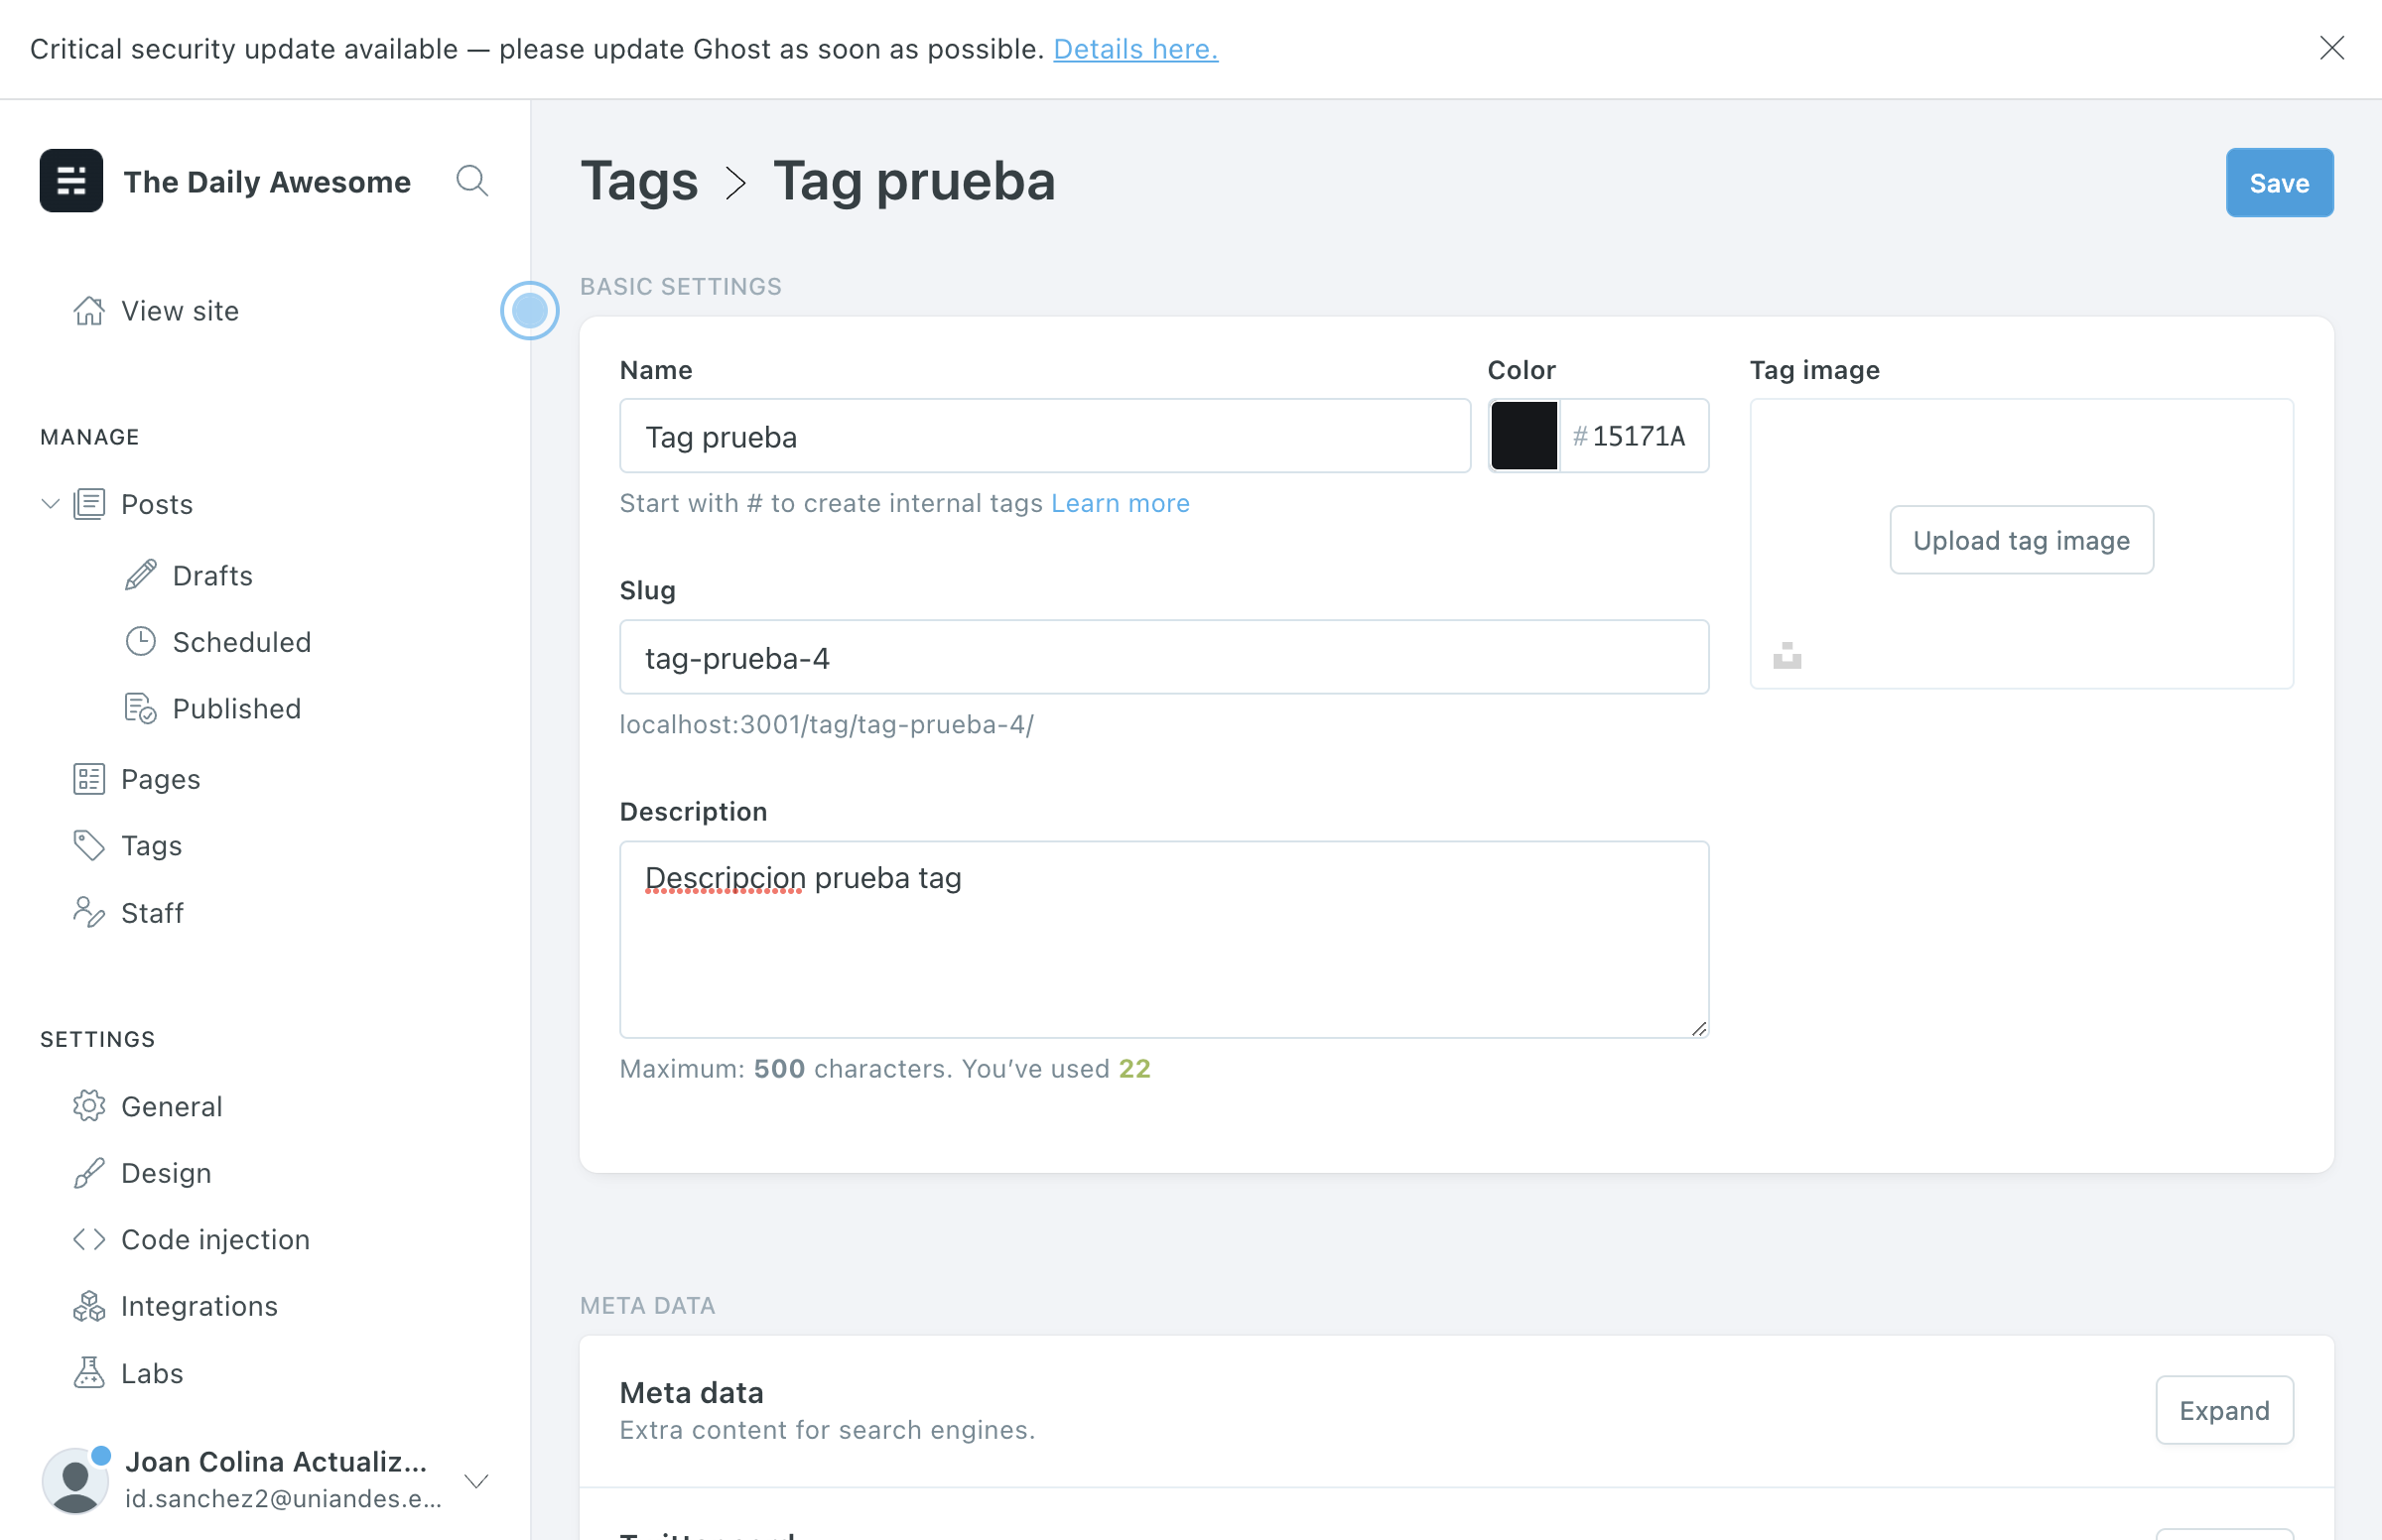 Critical security update available — please update Ghost as soon as possible. Details here.
The Daily Awesome
View site
MANAGE
Posts
Drafts
Scheduled
Published
Pages
Tags
Staff
SETTINGS
General
Design
Code injection
Integrations
Labs
Joan Colina Actualiz...
id.sanchez2@uniandes.e...
Tags > Tag prueba
Save
BASIC SETTINGS
Name
Tag prueba
Start with # to create internal tags Learn more
Color
#15171A
Tag image
Upload tag image
Slug
tag-prueba-4
localhost:3001/tag/tag-prueba-4/
Description
Descripcion prueba tag
Maximum: 500 characters. You’ve used 22
META DATA
Meta data
Extra content for search engines.
Expand